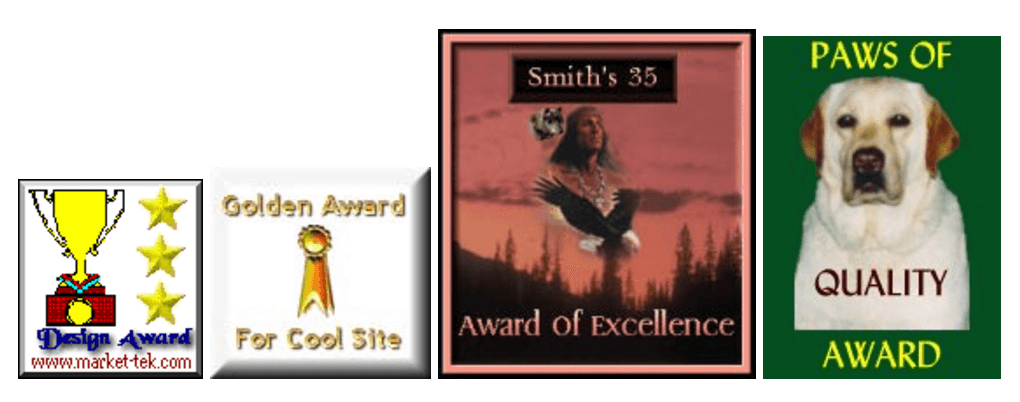 Design Award
www.market-tek.com
Golden Award
For Cool Site
Smith's 35
Award Of Excellence
PAWS OF
QUALITY
AWARD